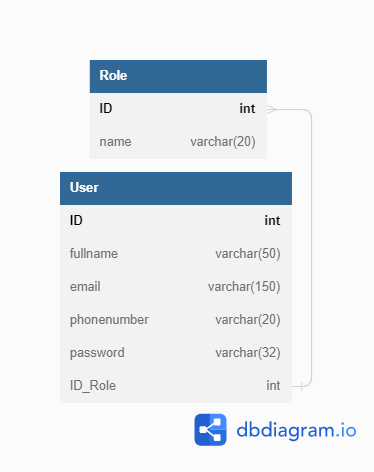 Role
ID int
name varchar(20)
User
ID int
fullname varchar(50)
email varchar(150)
phonenumber varchar(20)
password varchar(32)
ID_Role int
dbdiagram.io